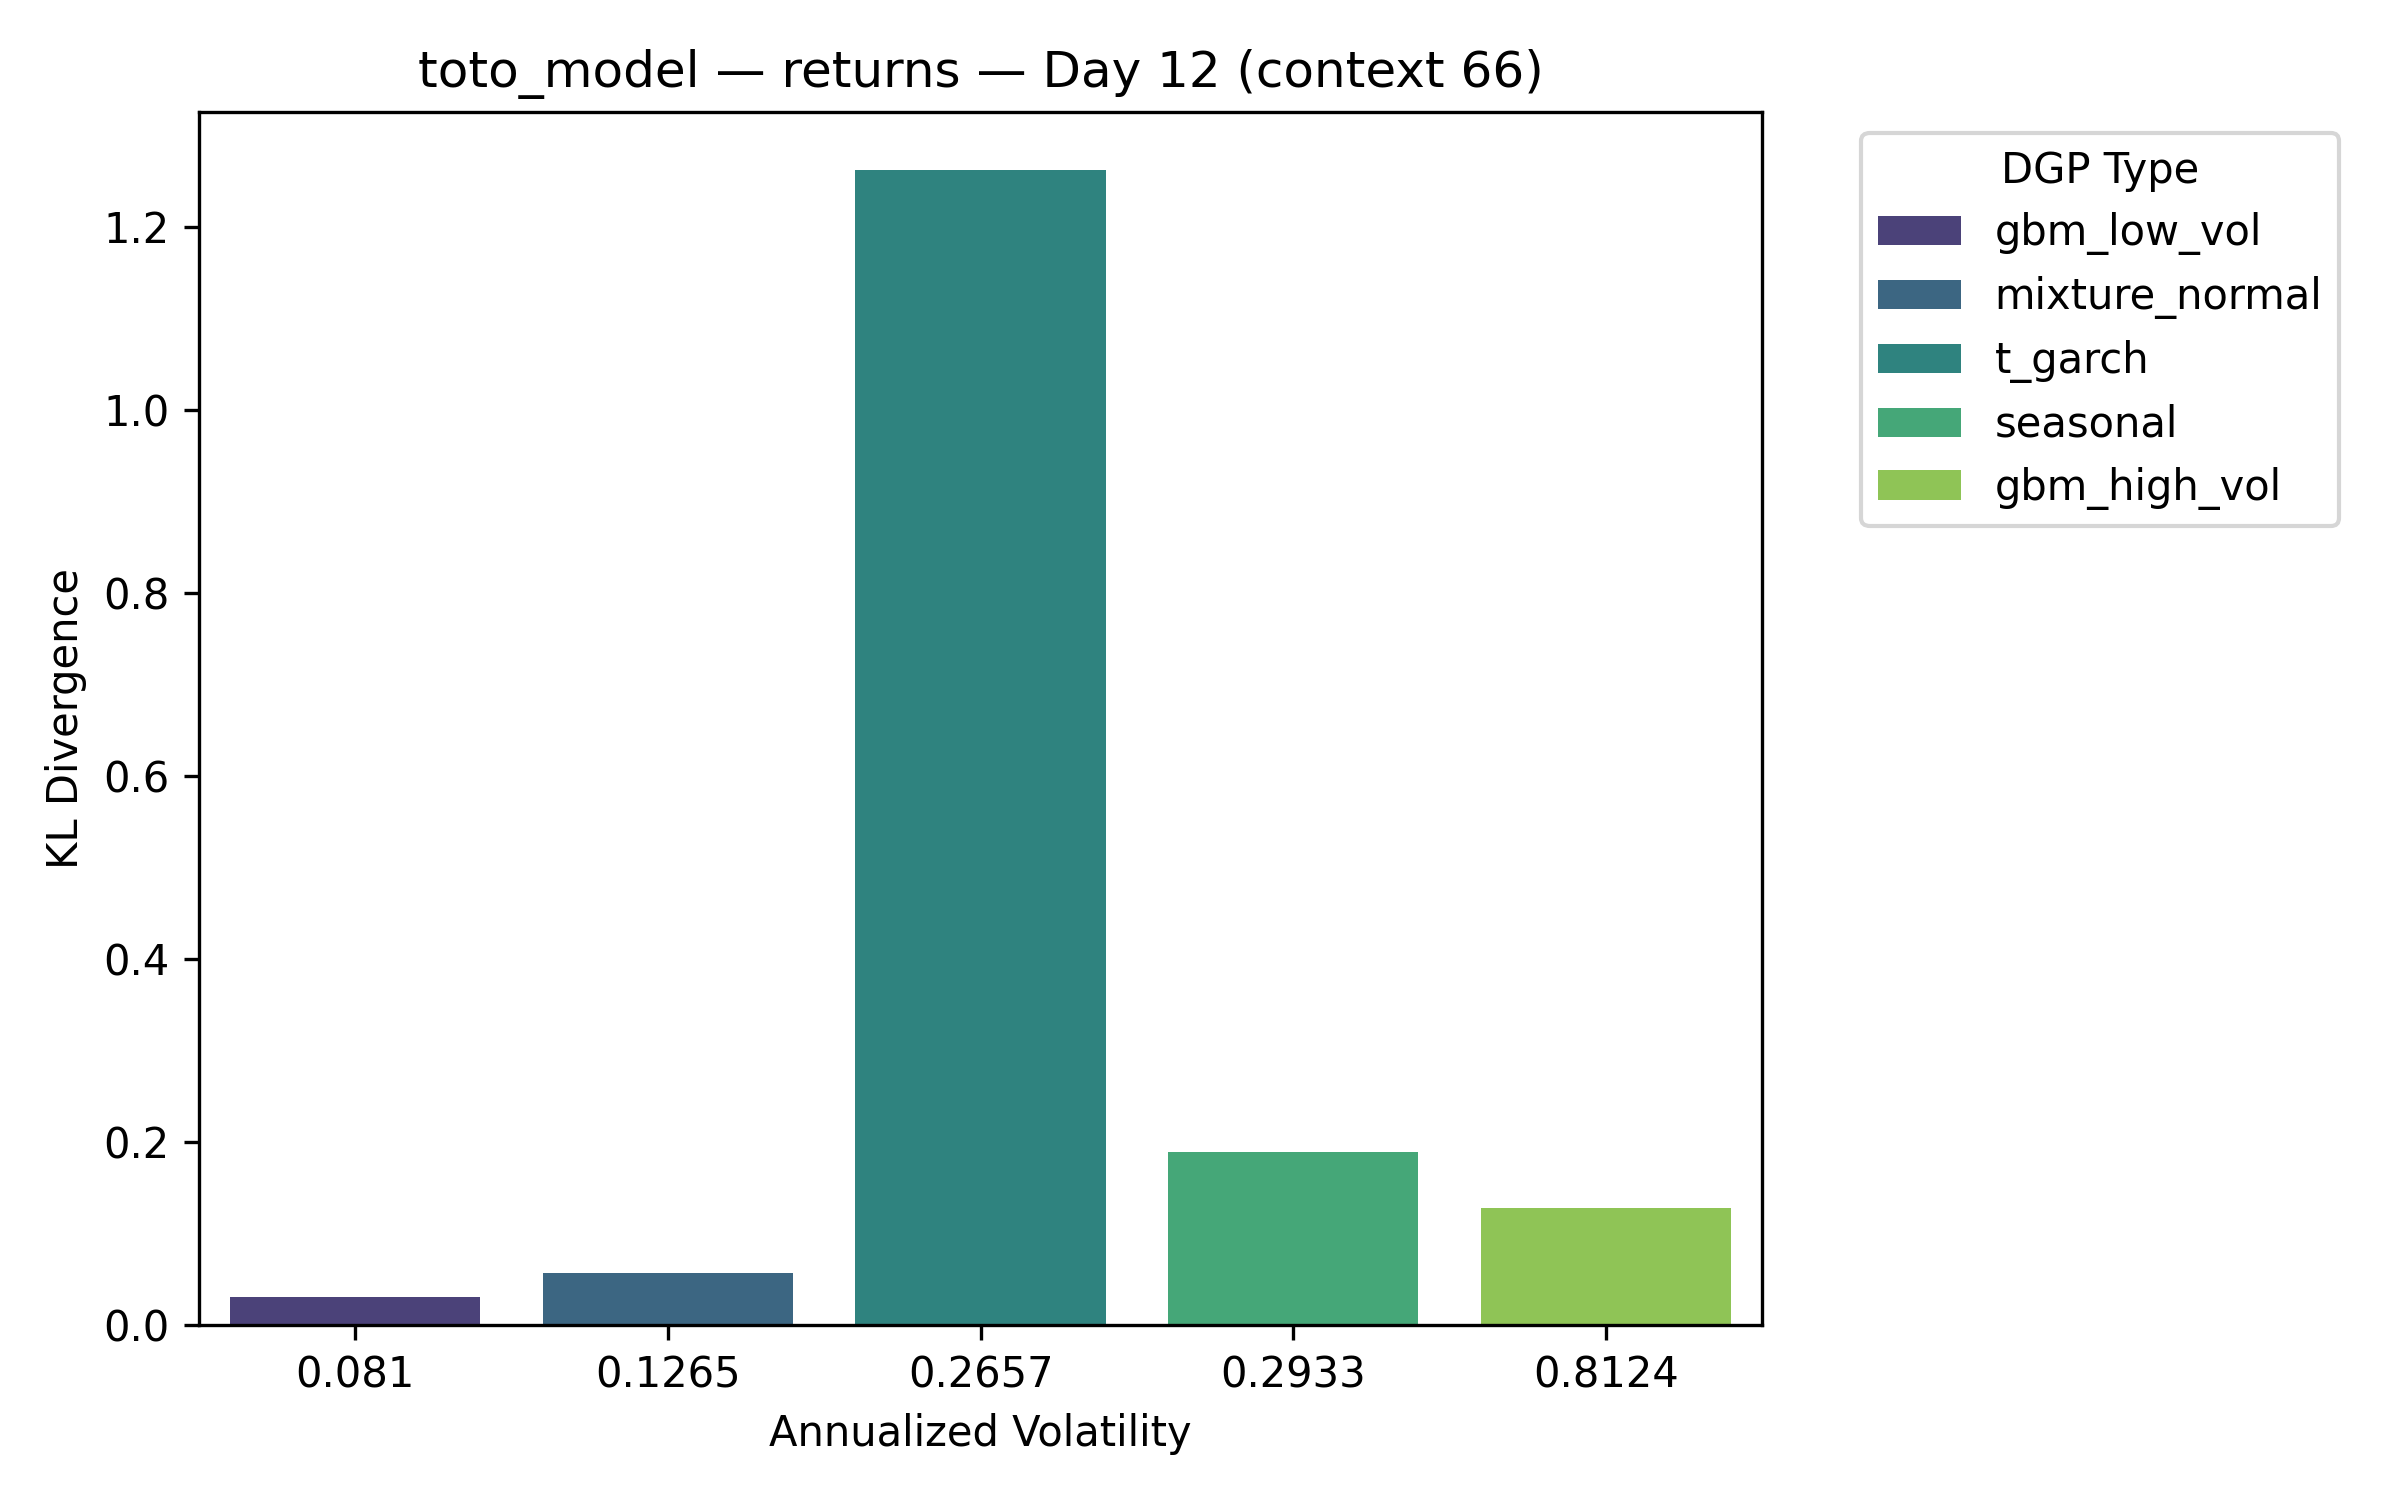 toto_model — returns — Day 12 (context 66)
DGP Type
gbm_low_vol
mixture_normal
t_garch
seasonal
gbm_high_vol
KL Divergence
1.2
1.0
0.8
0.6
0.4
0.2
0.0
0.081 0.1265 0.2657 0.2933 0.8124
Annualized Volatility